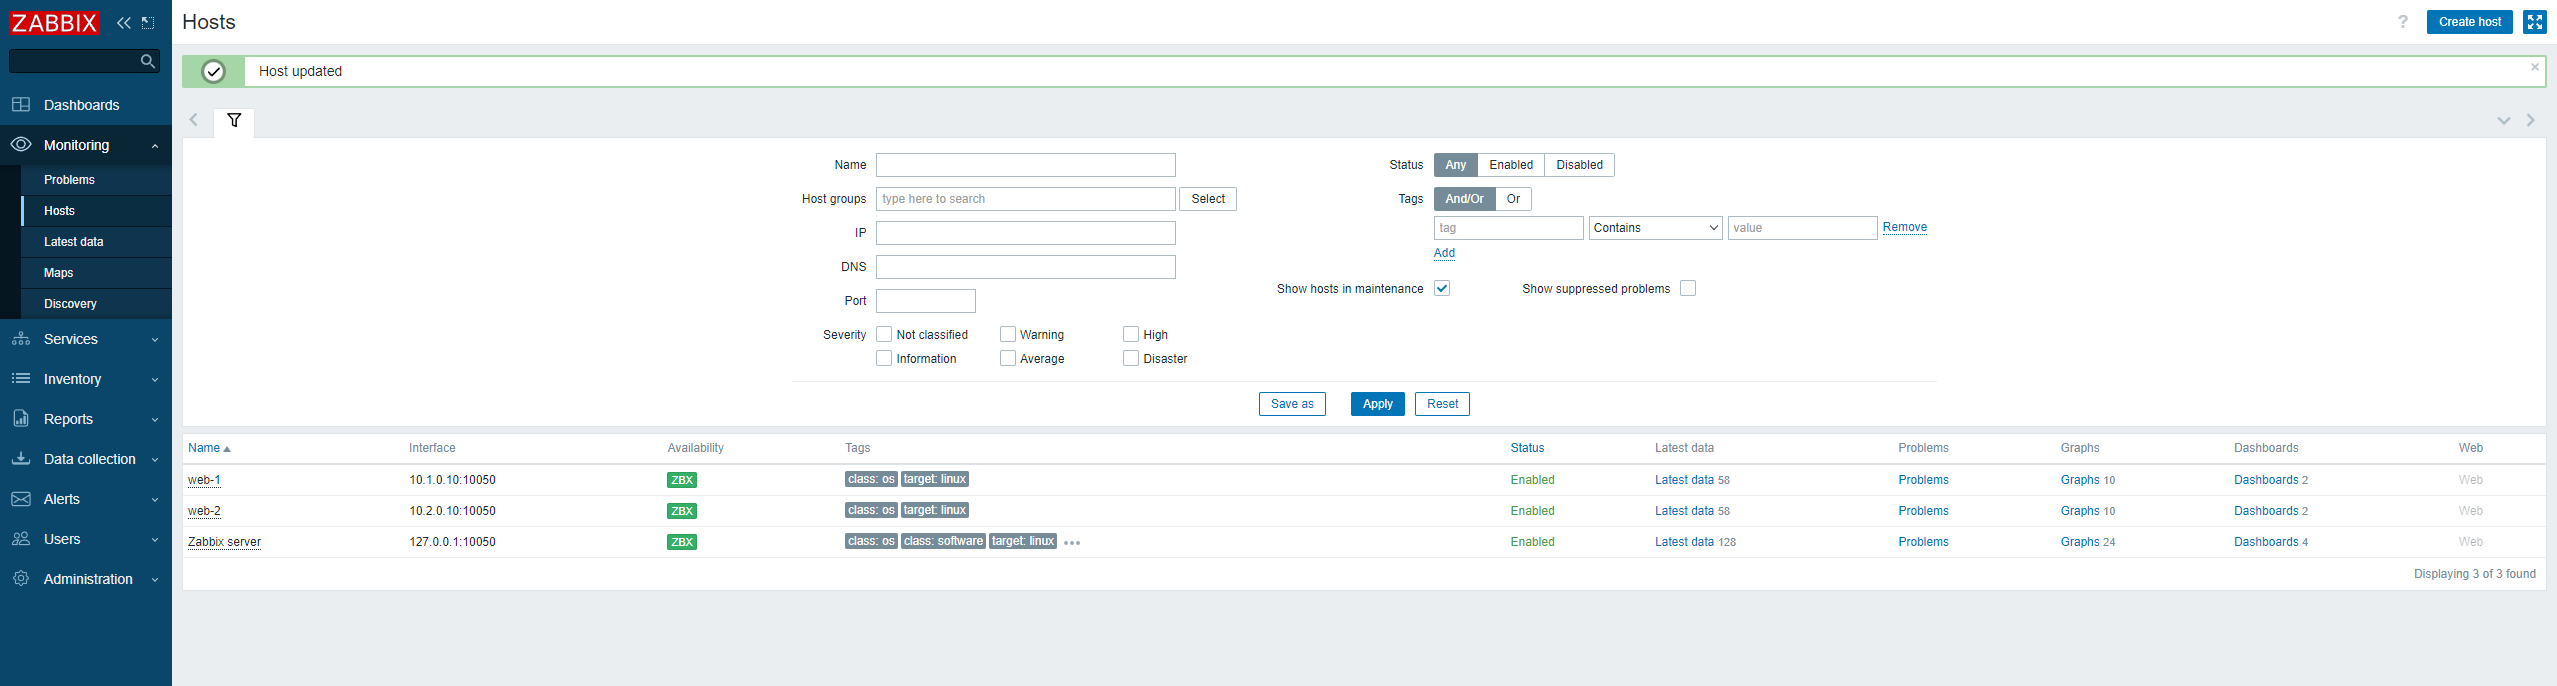 ZABBIX
Hosts
?
Create host
Host updated
Dashboards
Monitoring
Problems
Hosts
Latest data
Maps
Discovery
Services
Inventory
Reports
Data collection
Alerts
Users
Administration
Name
Status Any Enabled Disabled
Host groups type here to search Select
Tags And/Or Or
IP
tag Contains value Remove
DNS
Add
Port
Show hosts in maintenance Show suppressed problems
Severity Not classified Warning High
Information Average Disaster
Save as Apply Reset
Name Interface Availability Tags Status Latest data Problems Graphs Dashboards Web
web-1 10.1.0.10:10050 ZBX class: os target: linux Enabled Latest data 58 Problems Graphs 10 Dashboards 2 Web
web-2 10.2.0.10:10050 ZBX class: os target: linux Enabled Latest data 58 Problems Graphs 10 Dashboards 2 Web
Zabbix server 127.0.0.1:10050 ZBX class: os class: software target: linux ••• Enabled Latest data 128 Problems Graphs 24 Dashboards 4 Web
Displaying 3 of 3 found